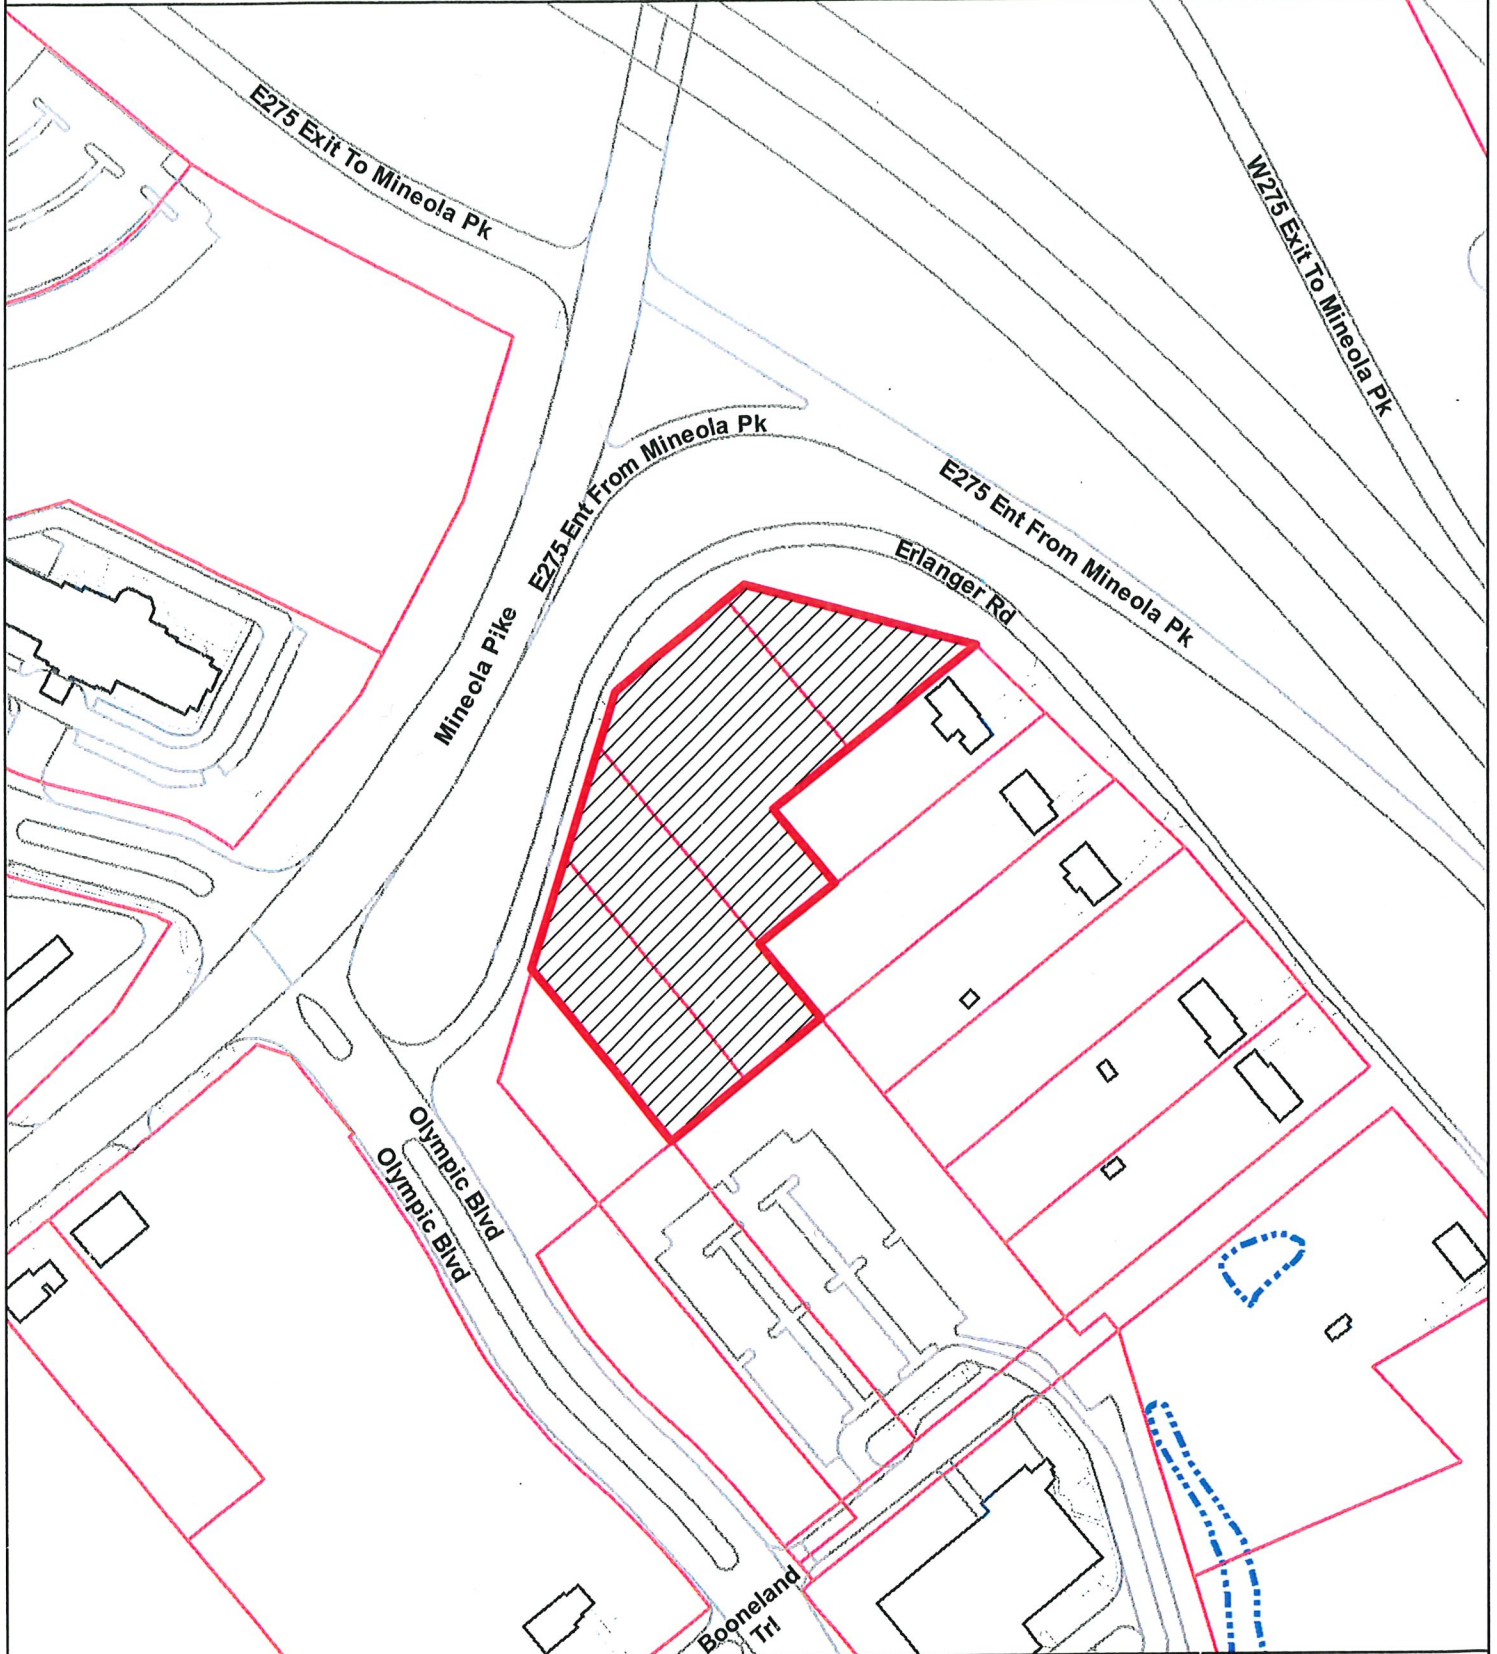 E275 Exit To Mineola Pk
W275 Exit To Mineola Pk
E275 Ent From Mineola Pk
E275 Ent From Mineola Pk
Erlanger Rd
Mineola Pike
Olympic Blvd
Olympic Blvd
Booneland
Trl